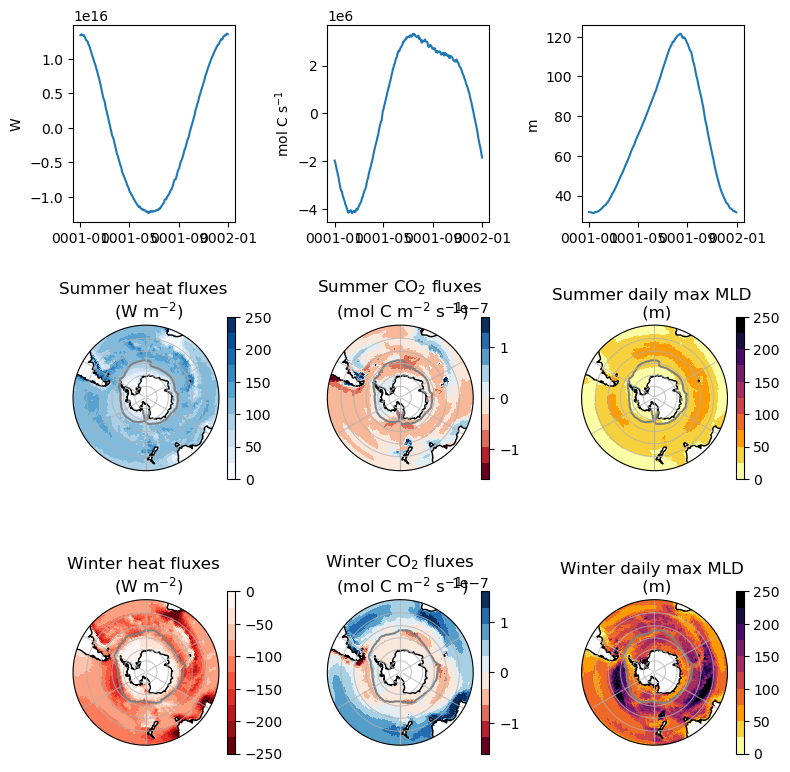 1e16
1.0
0.5
0.0
−0.5
−1.0
W
0001-01 0001-05 0001-09 0002-01
1e6
2
0
−2
−4
mol C s⁻¹
0001-01 0001-05 0001-09 0002-01
120
100
80
60
40
m
0001-01 0001-05 0001-09 0002-01
Summer heat fluxes
(W m⁻²)
250
200
150
100
50
0
Summer CO₂ fluxes
(mol C m⁻² s⁻¹)
1e-7
1
0
−1
Summer daily max MLD
(m)
250
200
150
100
50
0
Winter heat fluxes
(W m⁻²)
0
−50
−100
−150
−200
−250
Winter CO₂ fluxes
(mol C m⁻² s⁻¹)
1e-7
1
0
−1
Winter daily max MLD
(m)
250
200
150
100
50
0